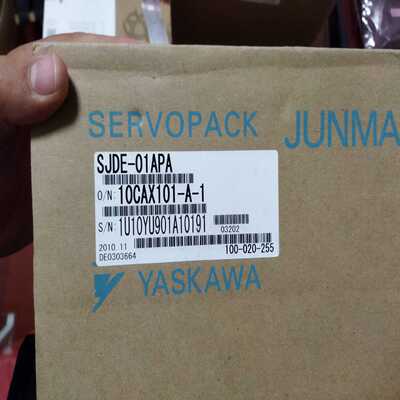 SERVOPACK JUNMA
SJDE-01APA
O/N: 10CAX101-A-1
S/N: 1U10YU901A10191
03202
2010.11
DE0303664
100-020-255
YASKAWA